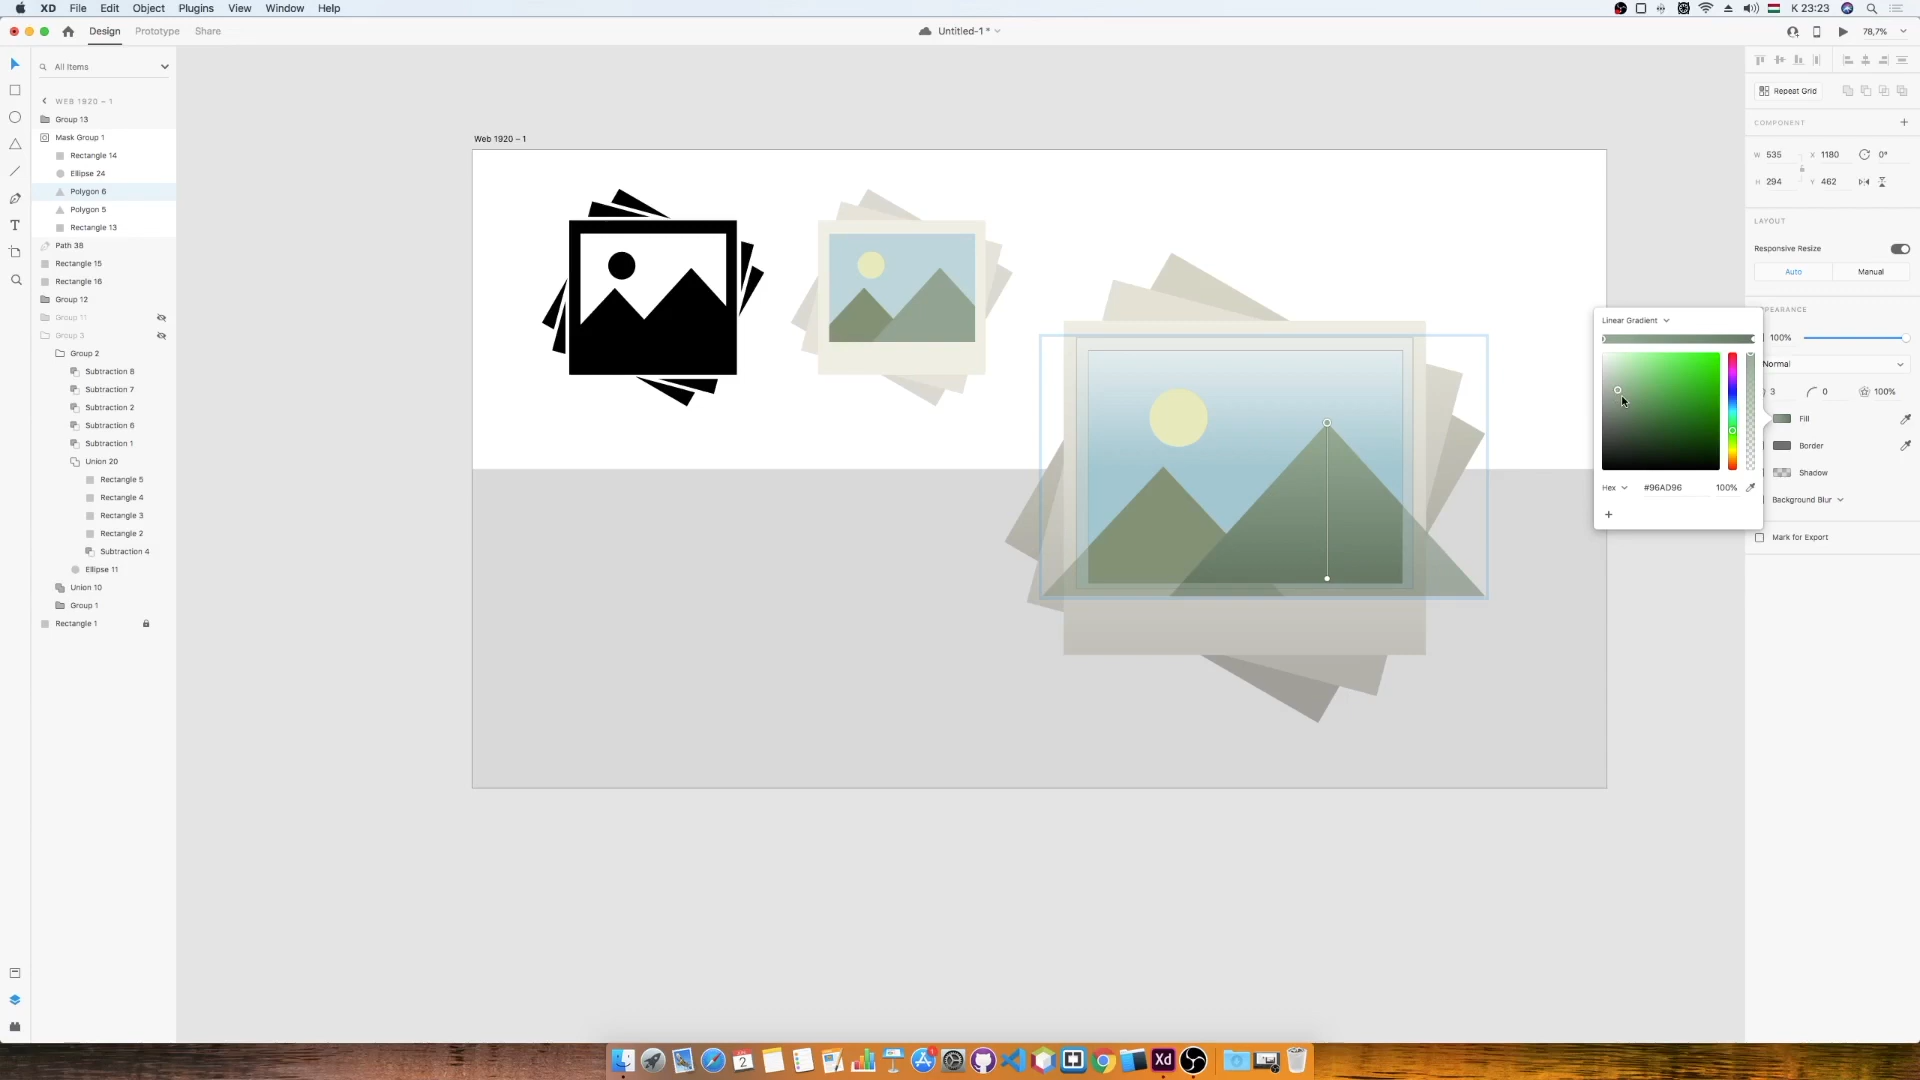 XD File Edit Object Plugins View Window Help
K 23:23
Design Prototype Share
Untitled-1 *
78,7%
All Items
WEB 1920 – 1
Group 13
Mask Group 1
Rectangle 14
Ellipse 24
Polygon 6
Polygon 5
Rectangle 13
Path 38
Rectangle 15
Rectangle 16
Group 12
Group 11
Group 3
Group 2
Subtraction 8
Subtraction 7
Subtraction 2
Subtraction 6
Subtraction 1
Union 20
Rectangle 5
Rectangle 4
Rectangle 3
Rectangle 2
Subtraction 4
Ellipse 11
Union 10
Group 1
Rectangle 1
Web 1920 – 1
Linear Gradient
Hex #96AD96 100%
Repeat Grid
COMPONENT
W 535 X 1180 0°
H 294 Y 462
LAYOUT
Responsive Resize
Auto Manual
APPEARANCE
100%
Normal
3 0 100%
Fill
Border
Shadow
Background Blur
Mark for Export
2
Xd